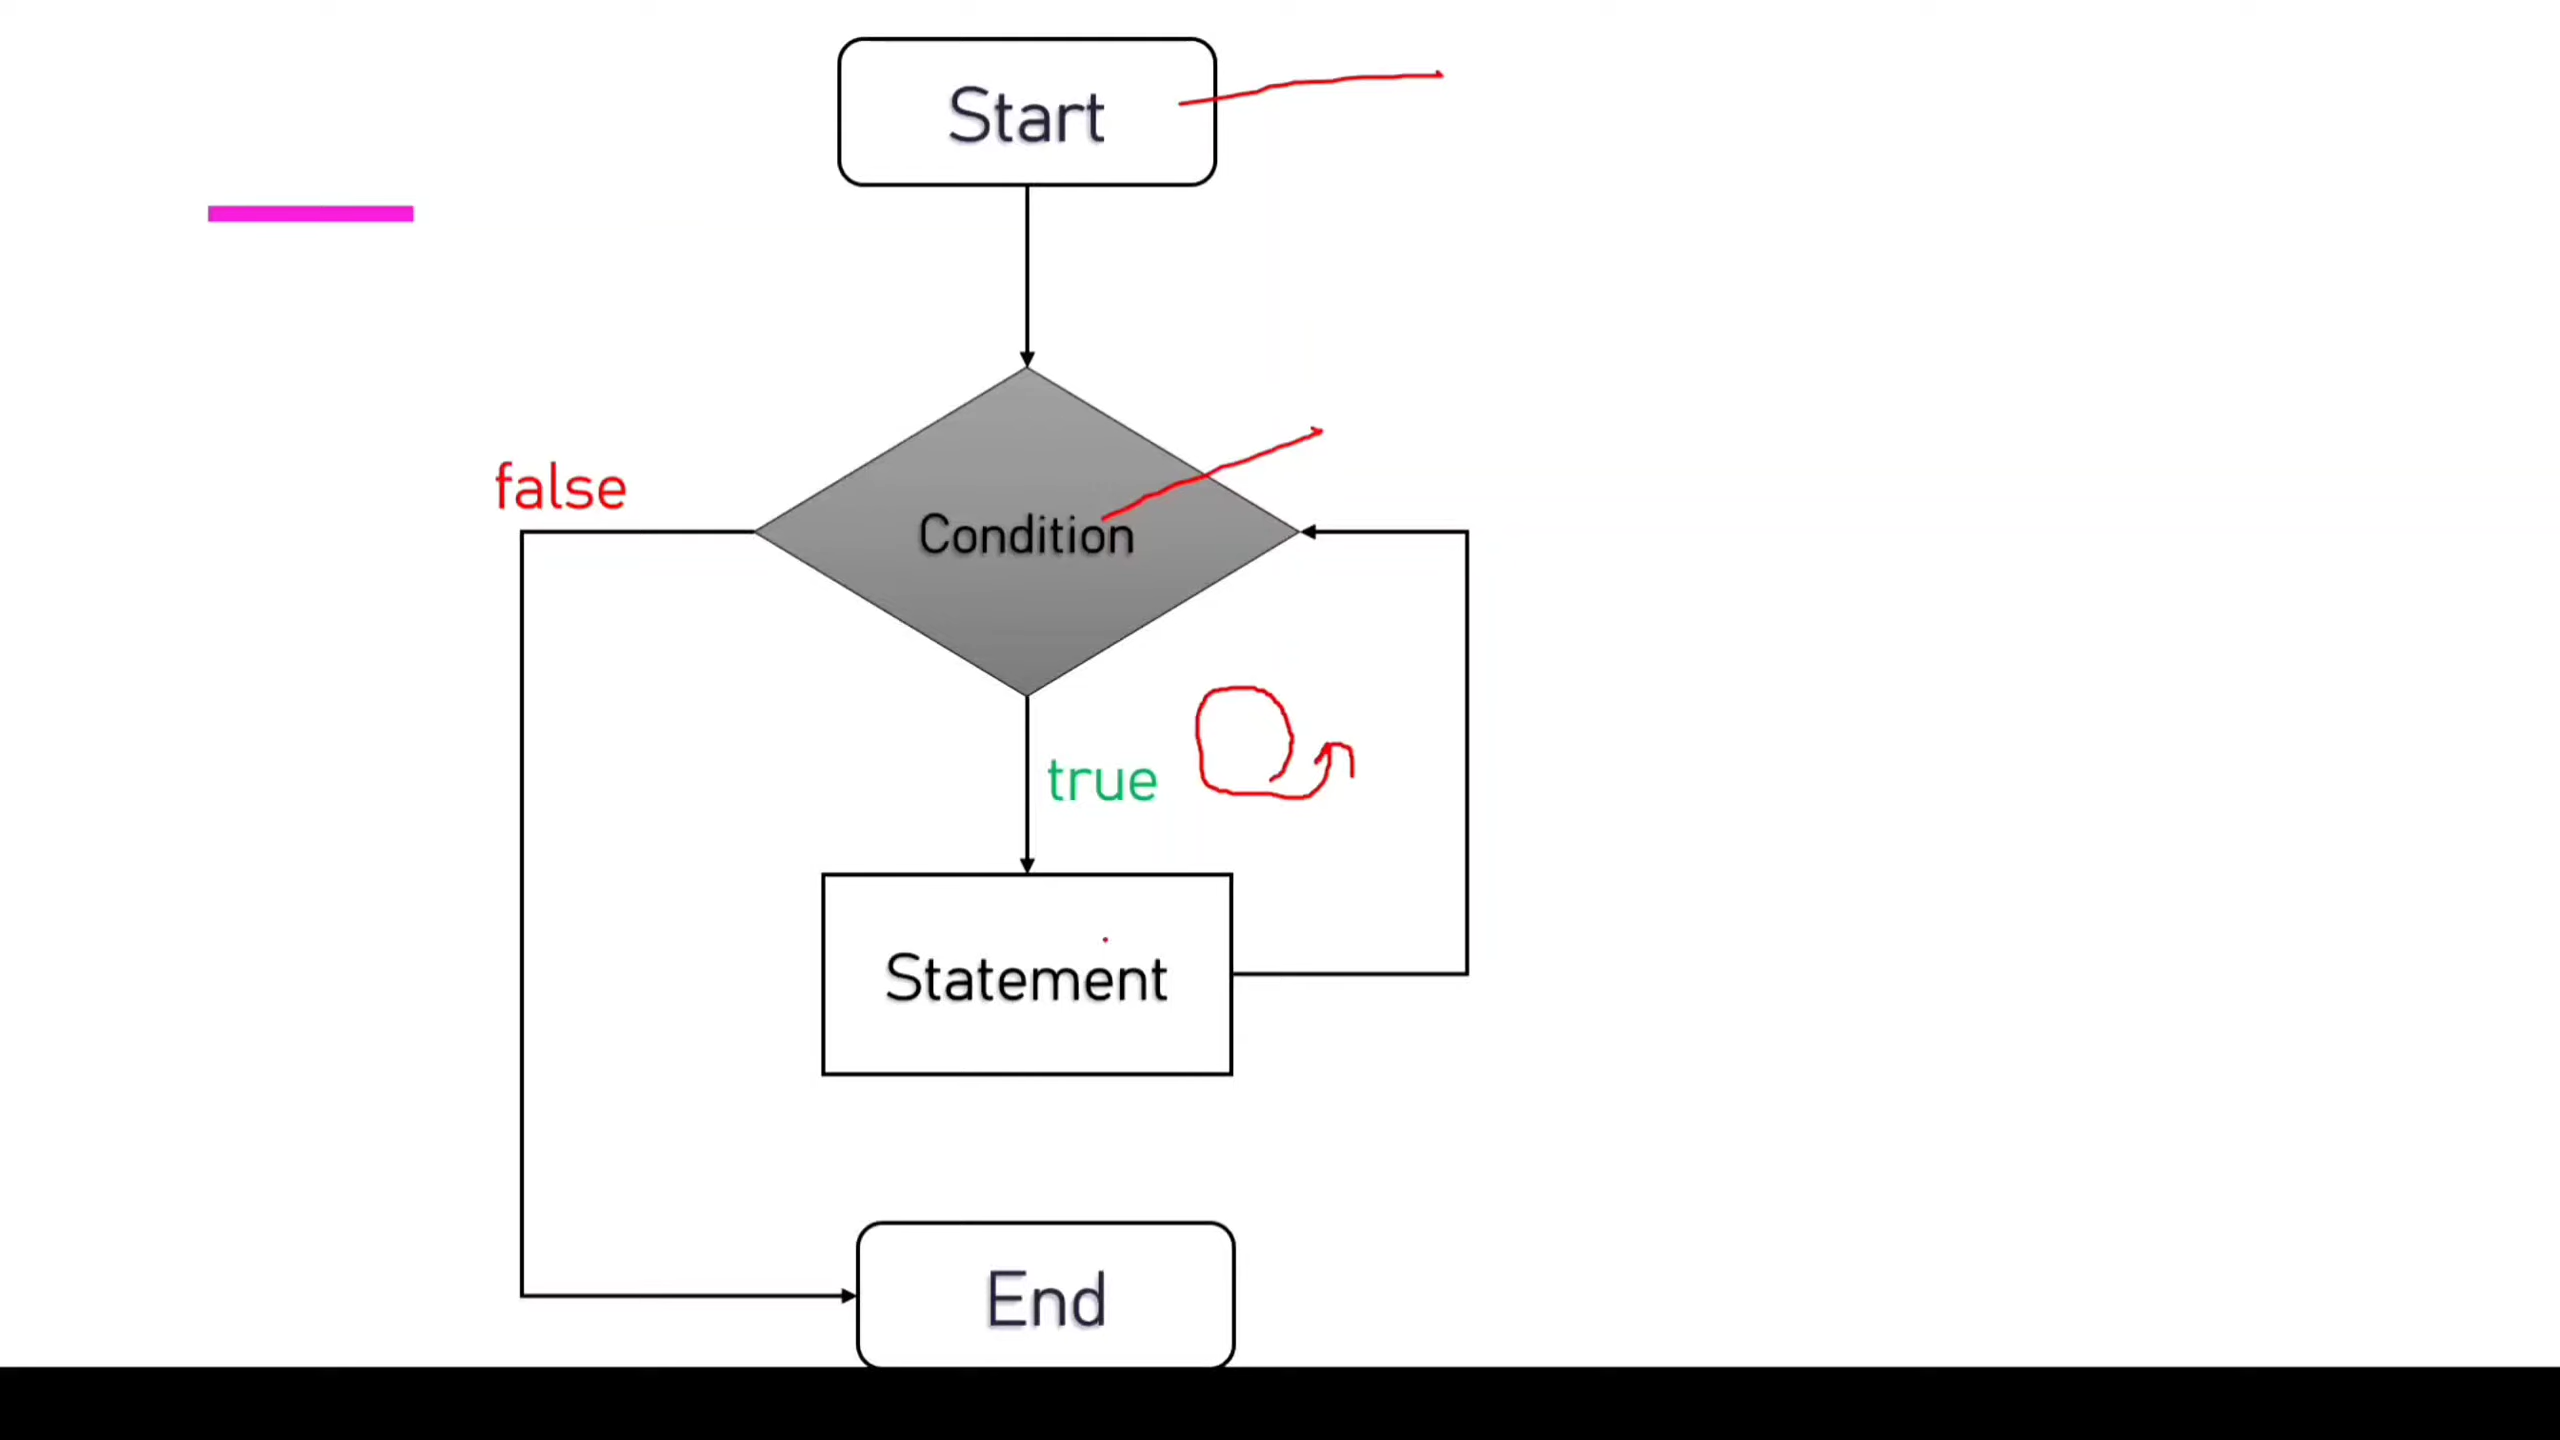 Start
false
Condition
true
Statement
End